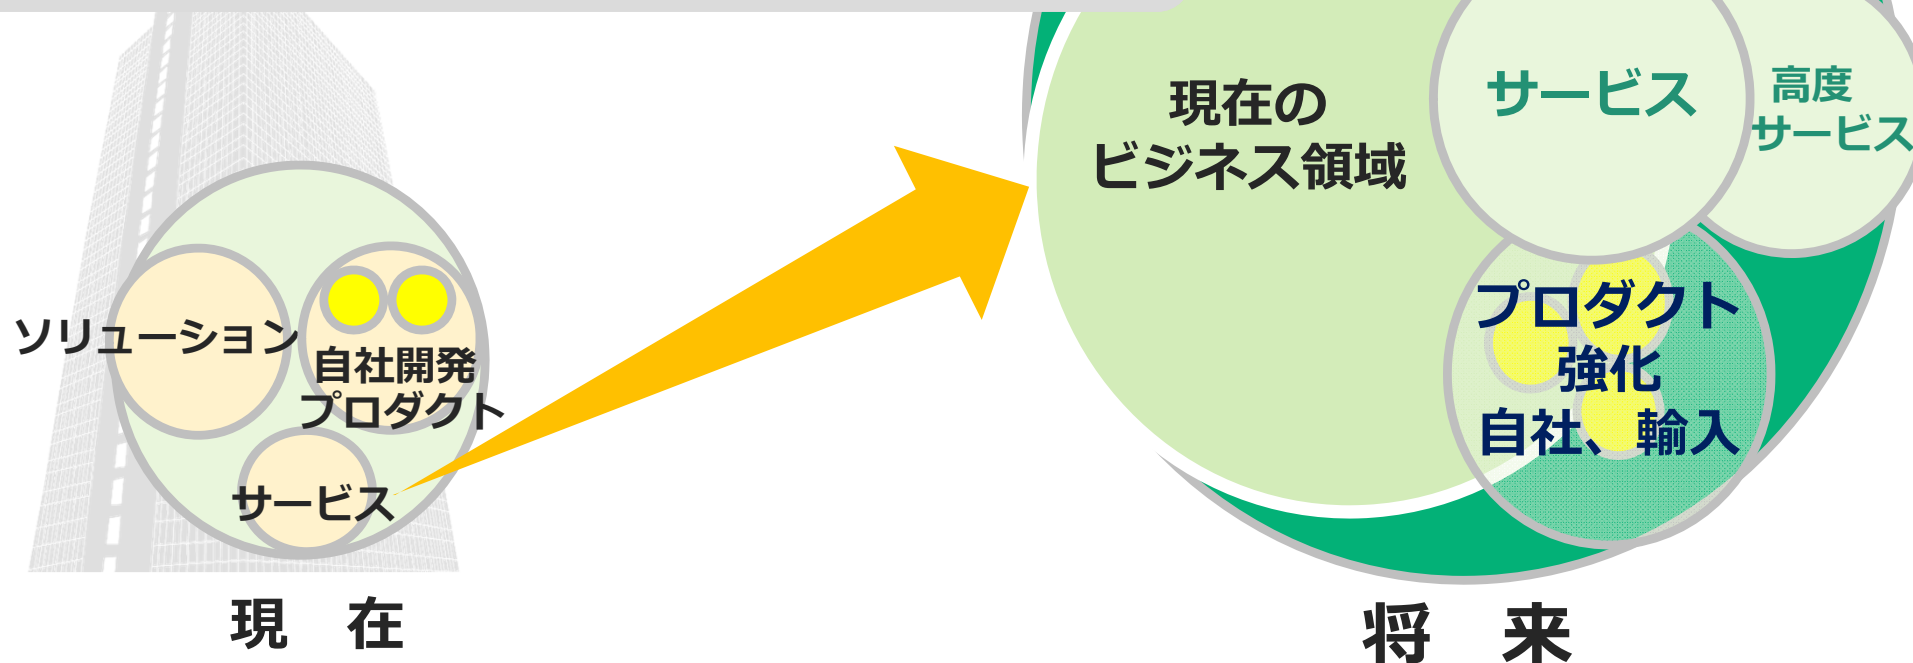 現在の
ビジネス領域
サービス
高度
サービス
ソリューション
自社開発
プロダクト
サービス
プロダクト
強化
自社、輸入
現　在
将　来